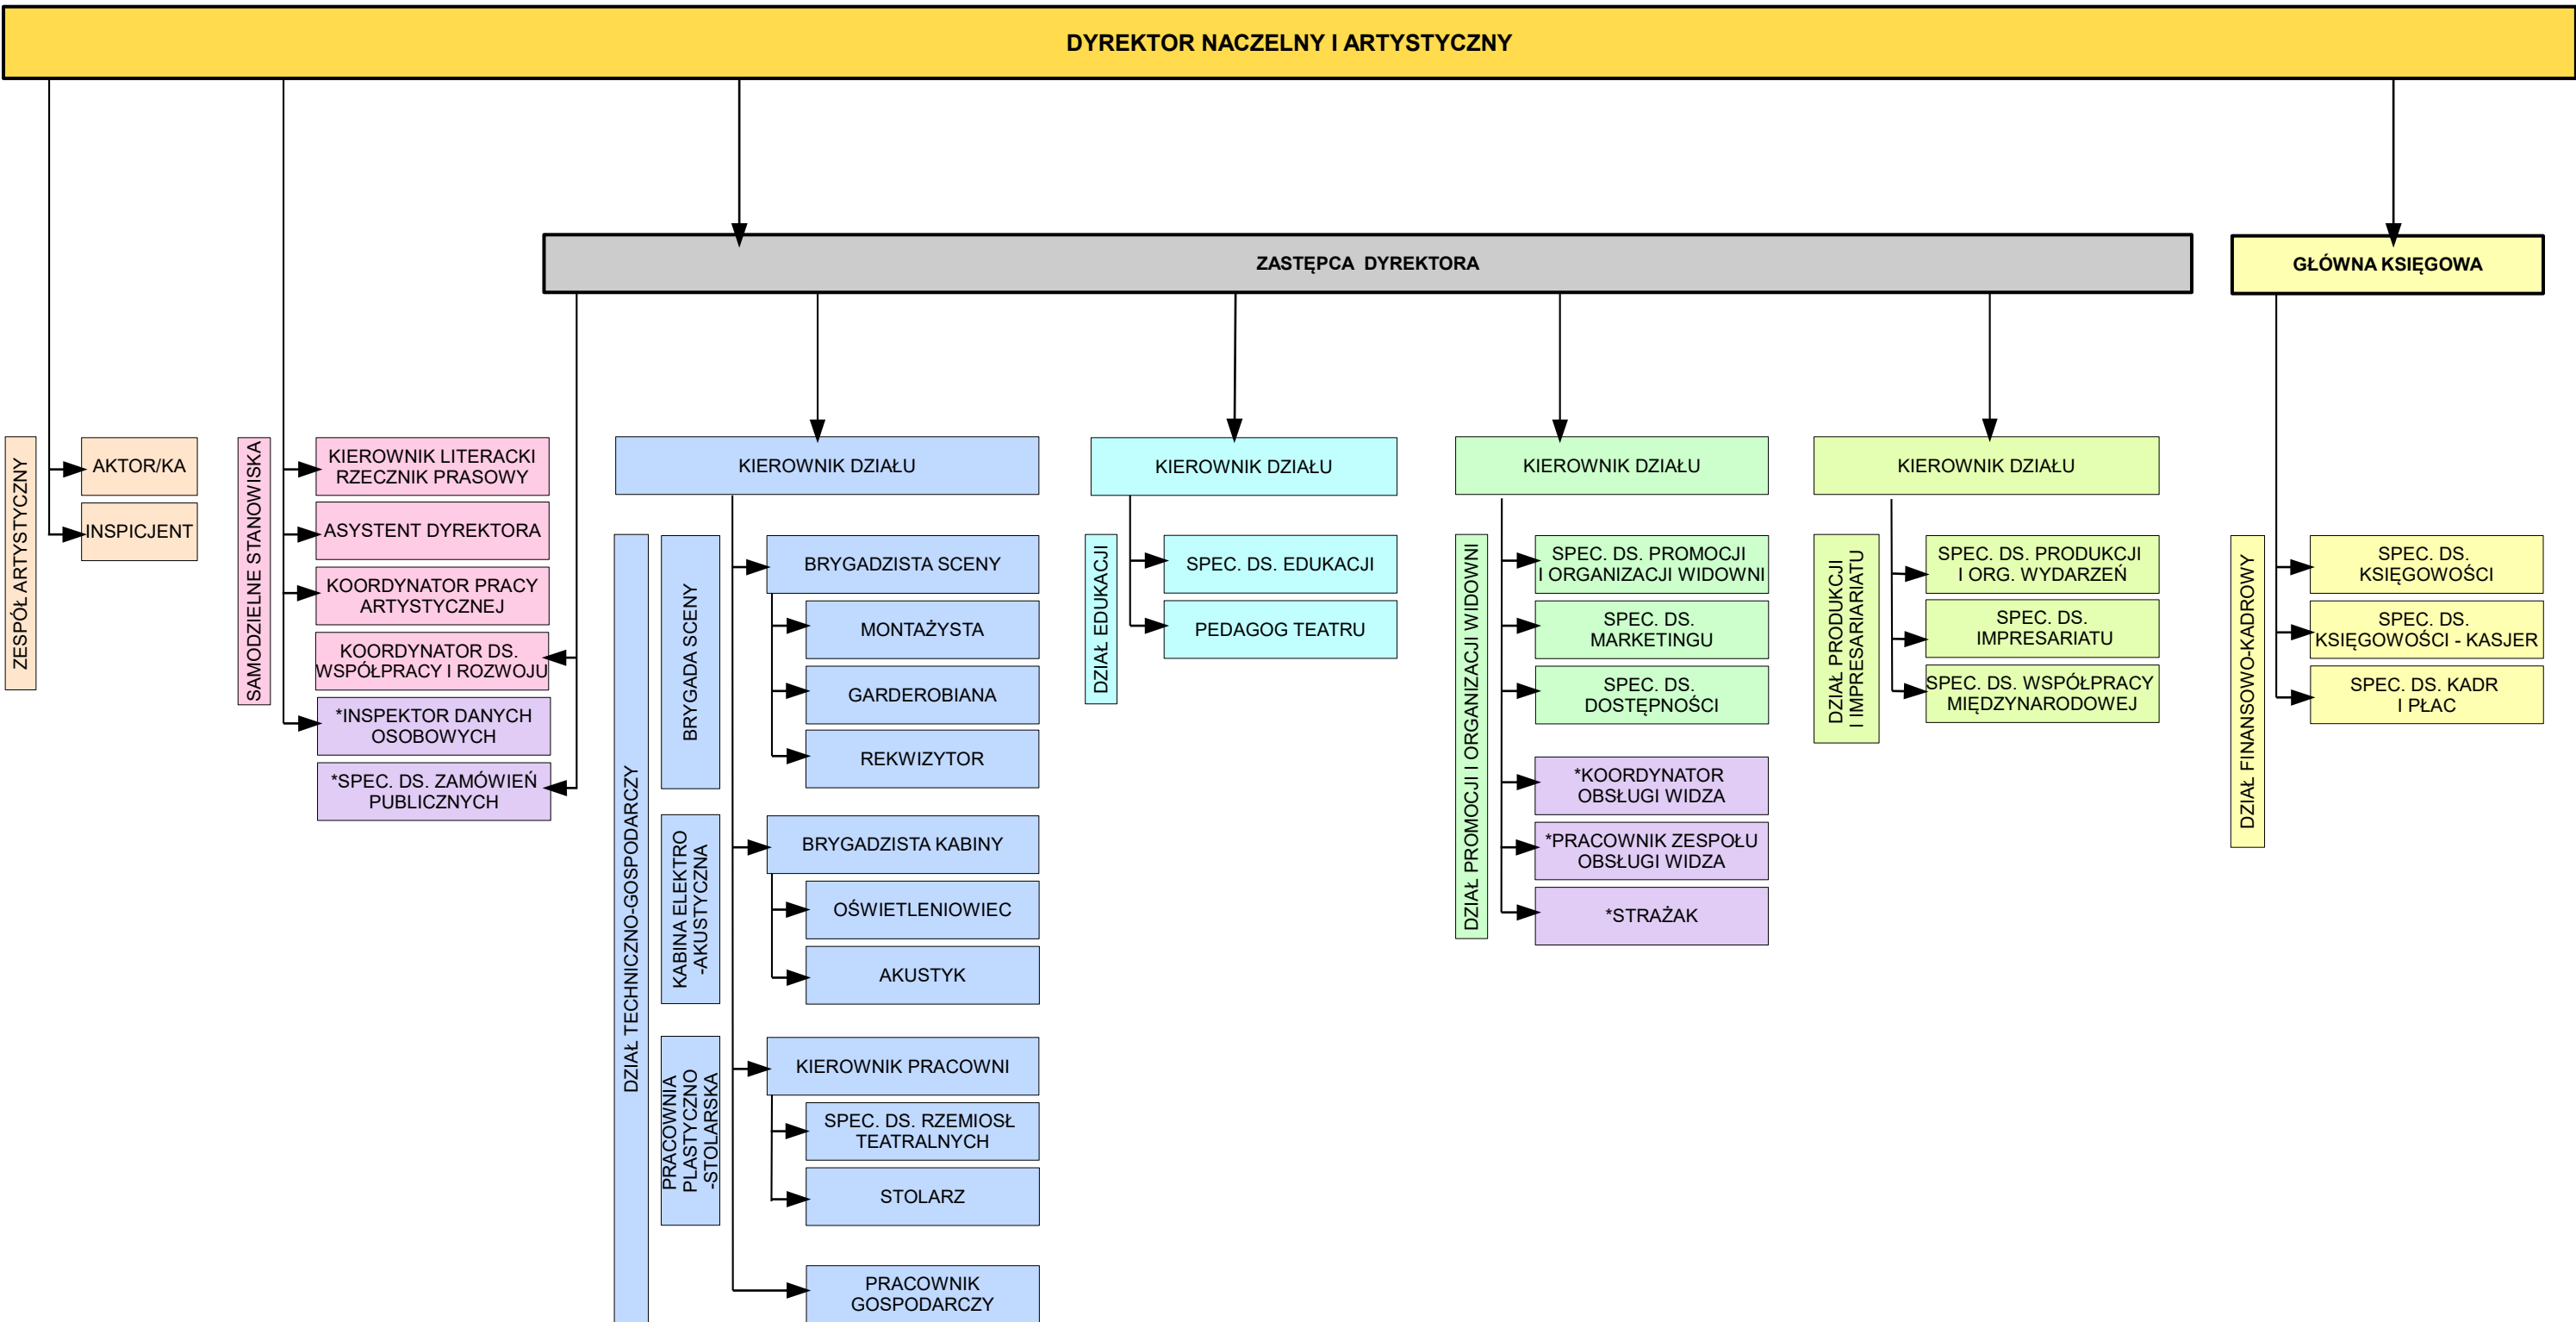 DYREKTOR NACZELNY I ARTYSTYCZNY
ZASTĘPCA DYREKTORA
GŁÓWNA KSIĘGOWA
ZESPÓŁ ARTYSTYCZNY
AKTOR/KA
INSPICJENT
SAMODZIELNE STANOWISKA
KIEROWNIK LITERACKI
RZECZNIK PRASOWY
ASYSTENT DYREKTORA
KOORDYNATOR PRACY
ARTYSTYCZNEJ
KOORDYNATOR DS.
WSPÓŁPRACY I ROZWOJU
*INSPEKTOR DANYCH
OSOBOWYCH
*SPEC. DS. ZAMÓWIEŃ
PUBLICZNYCH
KIEROWNIK DZIAŁU
DZIAŁ TECHNICZNO-GOSPODARCZY
BRYGADA SCENY
BRYGADZISTA SCENY
MONTAŻYSTA
GARDEROBIANA
REKWIZYTOR
KABINA ELEKTRO
-AKUSTYCZNA
BRYGADZISTA KABINY
OŚWIETLENIOWIEC
AKUSTYK
PRACOWNIA
PLASTYCZNO
-STOLARSKA
KIEROWNIK PRACOWNI
SPEC. DS. RZEMIOSŁ
TEATRALNYCH
STOLARZ
PRACOWNIK
GOSPODARCZY
KIEROWNIK DZIAŁU
DZIAŁ EDUKACJI
SPEC. DS. EDUKACJI
PEDAGOG TEATRU
KIEROWNIK DZIAŁU
DZIAŁ PROMOCJI I ORGANIZACJI WIDOWNI
SPEC. DS. PROMOCJI
I ORGANIZACJI WIDOWNI
SPEC. DS.
MARKETINGU
SPEC. DS.
DOSTĘPNOŚCI
*KOORDYNATOR
OBSŁUGI WIDZA
*PRACOWNIK ZESPOŁU
OBSŁUGI WIDZA
*STRAŻAK
KIEROWNIK DZIAŁU
DZIAŁ PRODUKCJI
I IMPRESARIATU
SPEC. DS. PRODUKCJI
I ORG. WYDARZEŃ
SPEC. DS.
IMPRESARIATU
SPEC. DS. WSPÓŁPRACY
MIĘDZYNARODOWEJ
DZIAŁ FINANSOWO-KADROWY
SPEC. DS.
KSIĘGOWOŚCI
SPEC. DS.
KSIĘGOWOŚCI - KASJER
SPEC. DS. KADR
I PŁAC